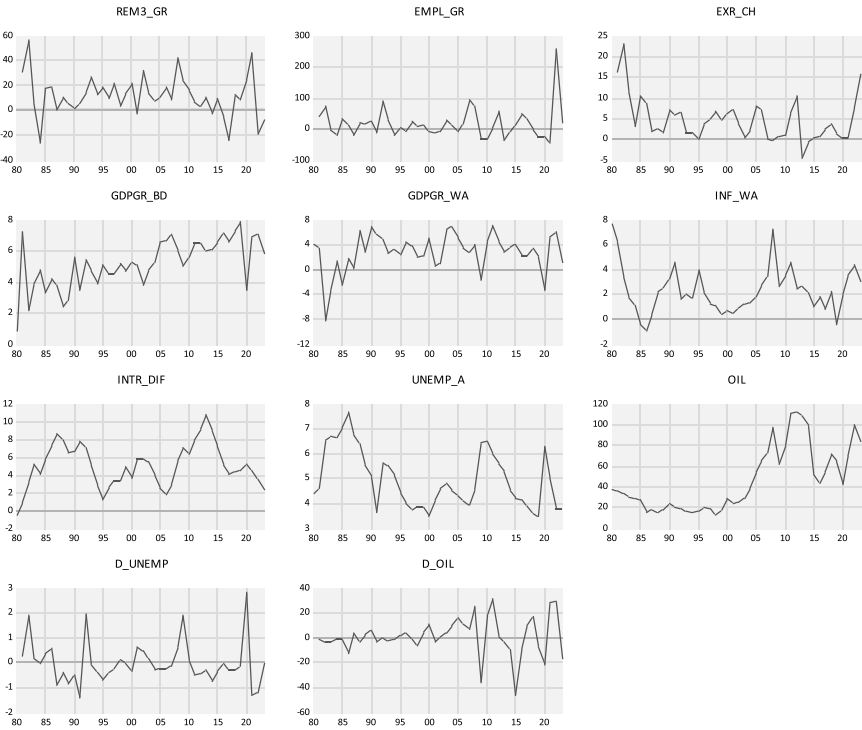 REM3_GR EMPL_GR EXR_CH
60 300 25
40 200 20
20 100 15
0 0 10
-20 -100 5
-40 0
-5
80 85 90 95 00 05 10 15 20 80 85 90 95 00 05 10 15 20 80 85 90 95 00 05 10 15 20
GDPGR_BD GDPGR_WA INF_WA
8 8 8
6 4 6
4 0 4
2 -4 2
0 -8 0
-12 -2
80 85 90 95 00 05 10 15 20 80 85 90 95 00 05 10 15 20 80 85 90 95 00 05 10 15 20
INTR_DIF UNEMP_A OIL
12 8 120
10 7 100
8 6 80
6 5 60
4 4 40
2 3 20
0 0
-2
80 85 90 95 00 05 10 15 20 80 85 90 95 00 05 10 15 20 80 85 90 95 00 05 10 15 20
D_UNEMP D_OIL
3 40
2 20
1 0
0 -20
-1 -40
-2 -60
80 85 90 95 00 05 10 15 20 80 85 90 95 00 05 10 15 20